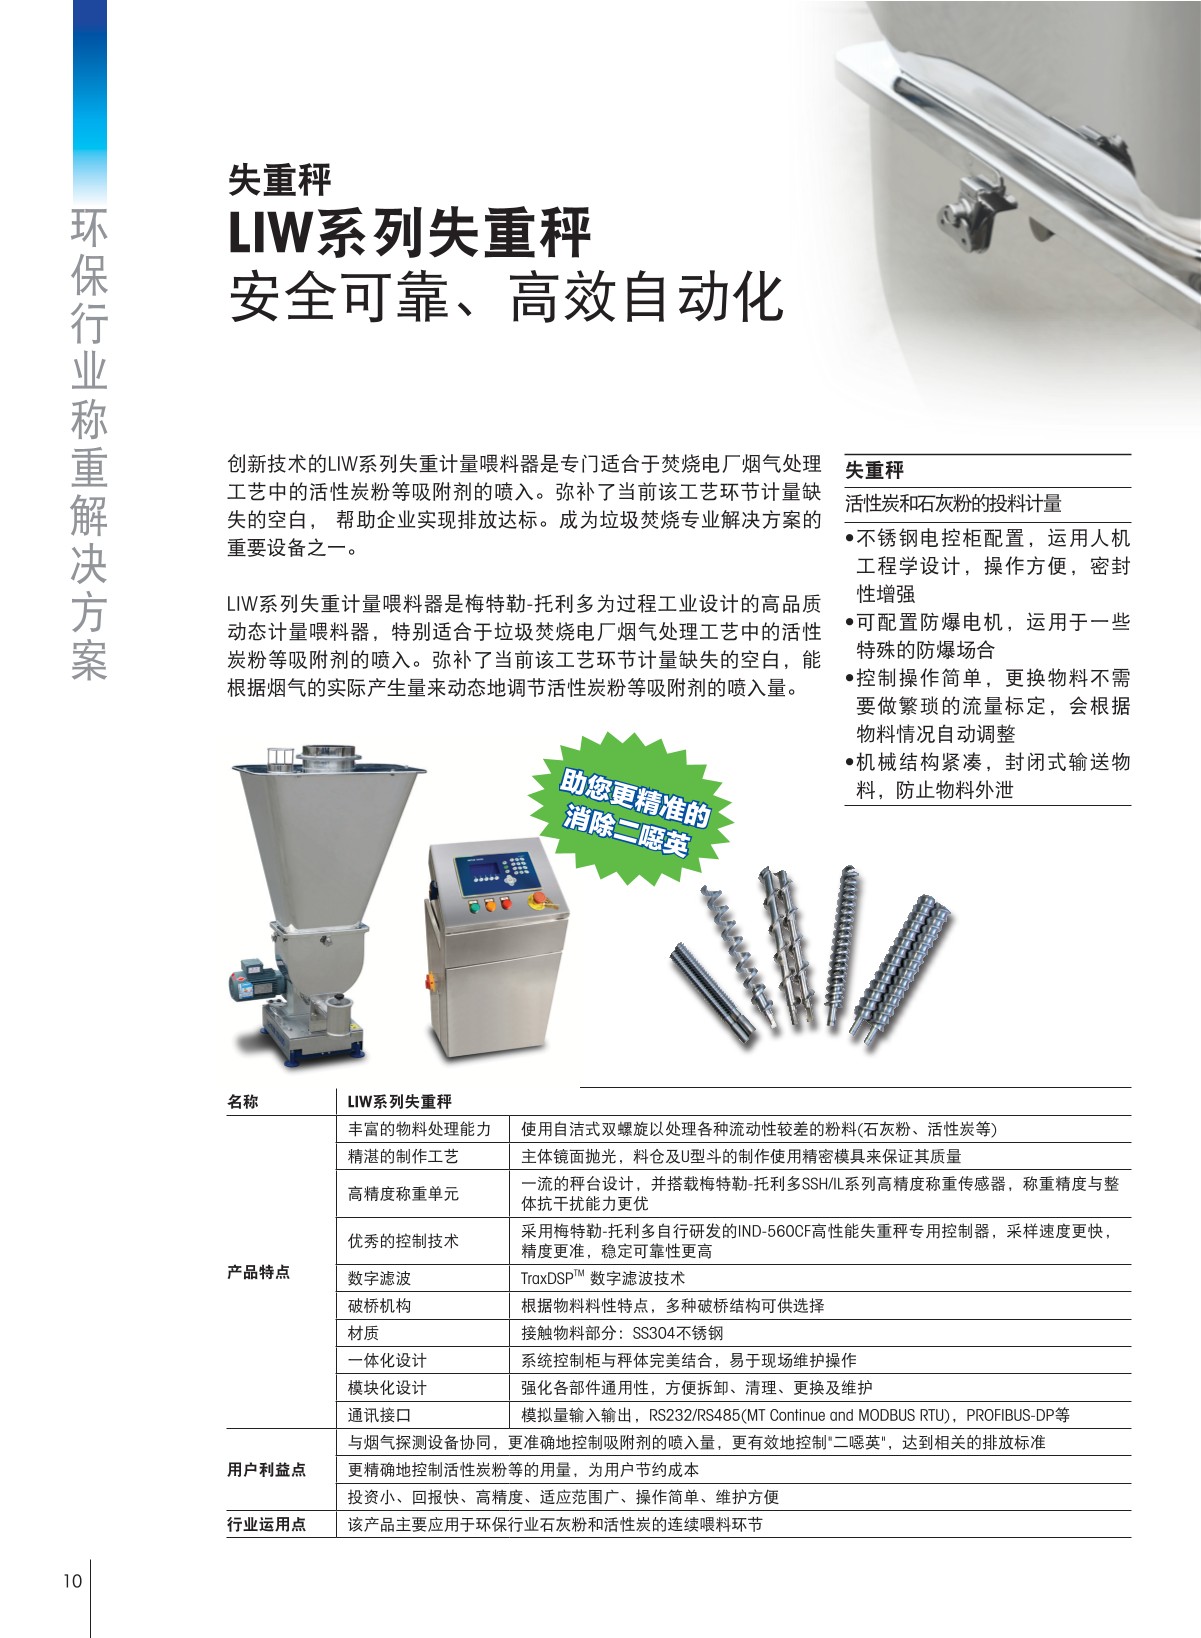 环保行业称重解决方案
失重秤
LIW系列失重秤
安全可靠、高效自动化
创新技术的LIW系列失重计量喂料器是专门适合于焚烧电厂烟气处理
工艺中的活性炭粉等吸附剂的喷入。弥补了当前该工艺环节计量缺
失的空白， 帮助企业实现排放达标。成为垃圾焚烧专业解决方案的
重要设备之一。
LIW系列失重计量喂料器是梅特勒-托利多为过程工业设计的高品质
动态计量喂料器，特别适合于垃圾焚烧电厂烟气处理工艺中的活性
炭粉等吸附剂的喷入。弥补了当前该工艺环节计量缺失的空白，能
根据烟气的实际产生量来动态地调节活性炭粉等吸附剂的喷入量。
失重秤
活性炭和石灰粉的投料计量
•不锈钢电控柜配置，运用人机
工程学设计，操作方便，密封
性增强
•可配置防爆电机，运用于一些
特殊的防爆场合
•控制操作简单，更换物料不需
要做繁琐的流量标定，会根据
物料情况自动调整
•机械结构紧凑，封闭式输送物
料，防止物料外泄
助您更精准的
消除二噁英
名称 LIW系列失重秤
产品特点
丰富的物料处理能力 使用自洁式双螺旋以处理各种流动性较差的粉料(石灰粉、活性炭等)
精湛的制作工艺 主体镜面抛光，料仓及U型斗的制作使用精密模具来保证其质量
高精度称重单元 一流的秤台设计，并搭载梅特勒-托利多SSH/IL系列高精度称重传感器，称重精度与整
体抗干扰能力更优
优秀的控制技术 采用梅特勒-托利多自行研发的IND-560CF高性能失重秤专用控制器，采样速度更快，
精度更准，稳定可靠性更高
数字滤波 TraxDSP™ 数字滤波技术
破桥机构 根据物料料性特点，多种破桥结构可供选择
材质 接触物料部分：SS304不锈钢
一体化设计 系统控制柜与秤体完美结合，易于现场维护操作
模块化设计 强化各部件通用性，方便拆卸、清理、更换及维护
通讯接口 模拟量输入输出，RS232/RS485(MT Continue and MODBUS RTU)，PROFIBUS-DP等
用户利益点
与烟气探测设备协同，更准确地控制吸附剂的喷入量，更有效地控制"二噁英"，达到相关的排放标准
更精确地控制活性炭粉等的用量，为用户节约成本
投资小、回报快、高精度、适应范围广、操作简单、维护方便
行业运用点 该产品主要应用于环保行业石灰粉和活性炭的连续喂料环节
10